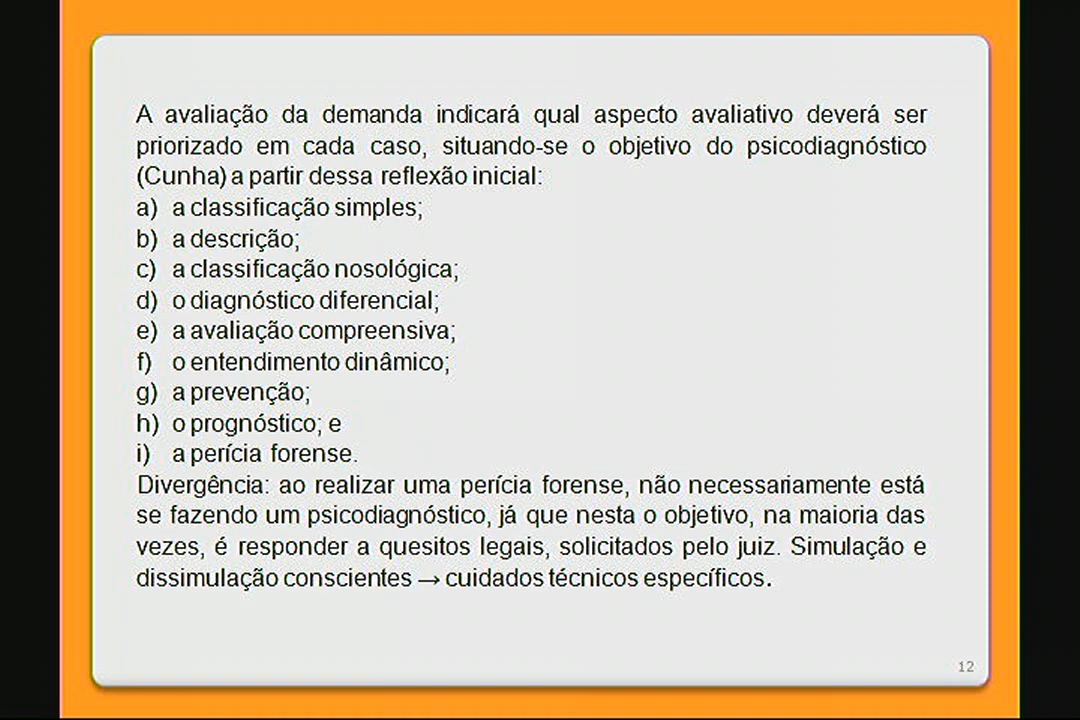 A avaliação da demanda indicará qual aspecto avaliativo deverá ser
priorizado em cada caso, situando-se o objetivo do psicodiagnóstico
(Cunha) a partir dessa reflexão inicial:
a) a classificação simples;
b) a descrição;
c) a classificação nosológica;
d) o diagnóstico diferencial;
e) a avaliação compreensiva;
f) o entendimento dinâmico;
g) a prevenção;
h) o prognóstico; e
i) a perícia forense.
Divergência: ao realizar uma perícia forense, não necessariamente está
se fazendo um psicodiagnóstico, já que nesta o objetivo, na maioria das
vezes, é responder a quesitos legais, solicitados pelo juiz. Simulação e
dissimulação conscientes → cuidados técnicos específicos.
12